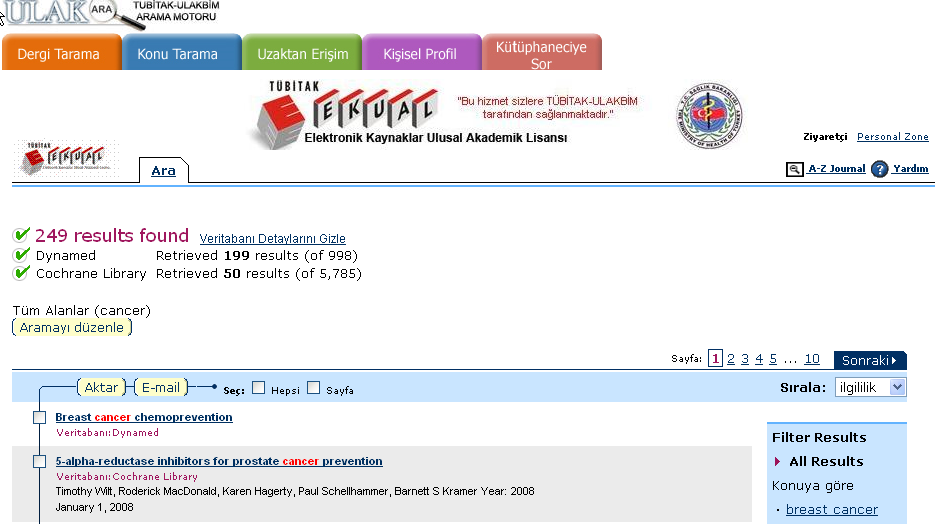 ULAK ARA TÜBİTAK-ULAKBİM
ARAMA MOTORU
Dergi Tarama Konu Tarama Uzaktan Erişim Kişisel Profil Kütüphaneciye
Sor
TÜBİTAK
EKUAL
Elektronik Kaynaklar Ulusal Akademik Lisansı
"Bu hizmet sizlere TÜBİTAK-ULAKBİM
tarafından sağlanmaktadır."
Ziyaretçi Personal Zone
TÜBİTAK
EKUAL
Ara
A-Z Journal ? Yardım
249 results found Veritabanı Detaylarını Gizle
Dynamed Retrieved 199 results (of 998)
Cochrane Library Retrieved 50 results (of 5,785)
Tüm Alanlar (cancer)
Aramayı düzenle
Sayfa: 1 2 3 4 5 ... 10 Sonraki
Aktar E-mail Seç: Hepsi Sayfa Sırala: ilgililik
Breast cancer chemoprevention
Veritabanı:Dynamed
5-alpha-reductase inhibitors for prostate cancer prevention
Veritabanı:Cochrane Library
Timothy Wilt, Roderick MacDonald, Karen Hagerty, Paul Schellhammer, Barnett S Kramer Year: 2008
January 1, 2008
Filter Results
All Results
Konuya göre
· breast cancer